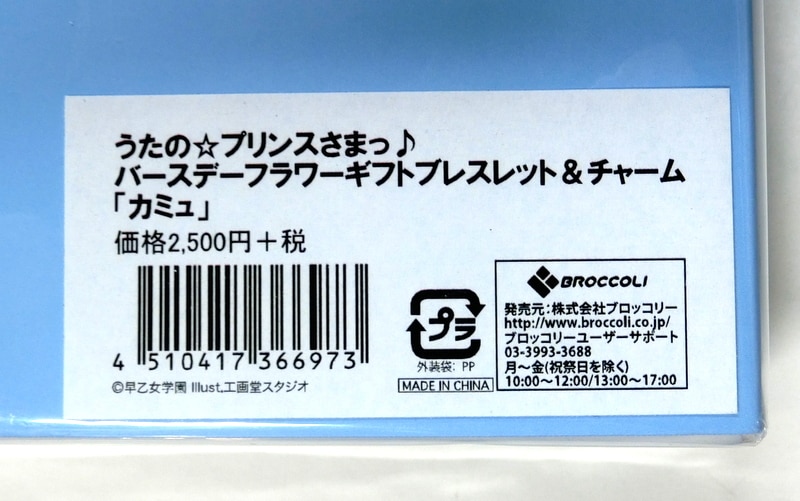 うたの☆プリンスさまっ♪
バースデーフラワーギフトブレスレット＆チャーム
「カミュ」
価格2,500円＋税
4 510417 366973
©早乙女学園 Illust.工画堂スタジオ
プラ
外装袋: PP
MADE IN CHINA
BROCCOLI
発売元:株式会社ブロッコリー
http://www.broccoli.co.jp/
ブロッコリーユーザーサポート
03-3993-3688
月～金(祝祭日を除く)
10:00～12:00/13:00～17:00